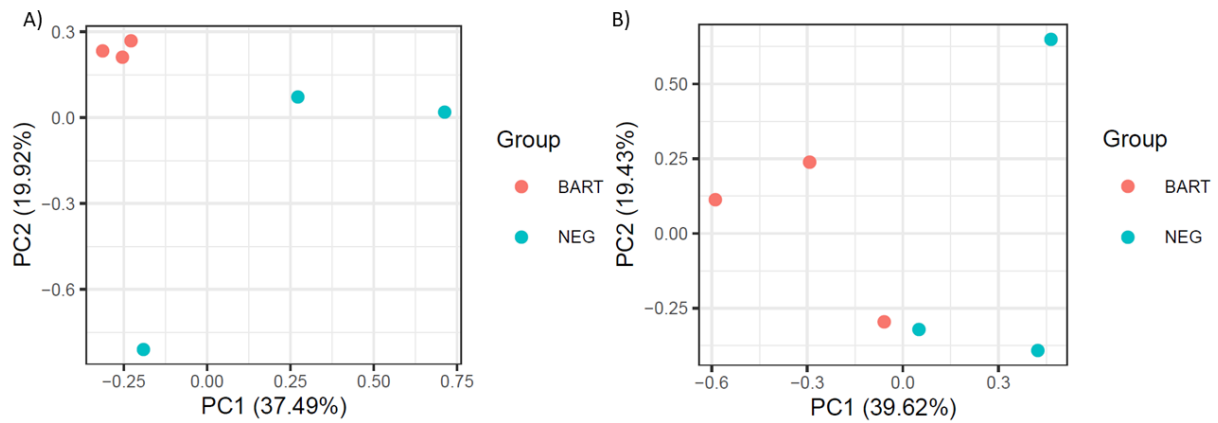 A)
0.3
0.0
−0.3
−0.6
PC2 (19.92%)
−0.25
0.00
0.25
0.50
0.75
PC1 (37.49%)
Group
BART
NEG
B)
0.50
0.25
0.00
−0.25
PC2 (19.43%)
−0.6
−0.3
0.0
0.3
PC1 (39.62%)
Group
BART
NEG